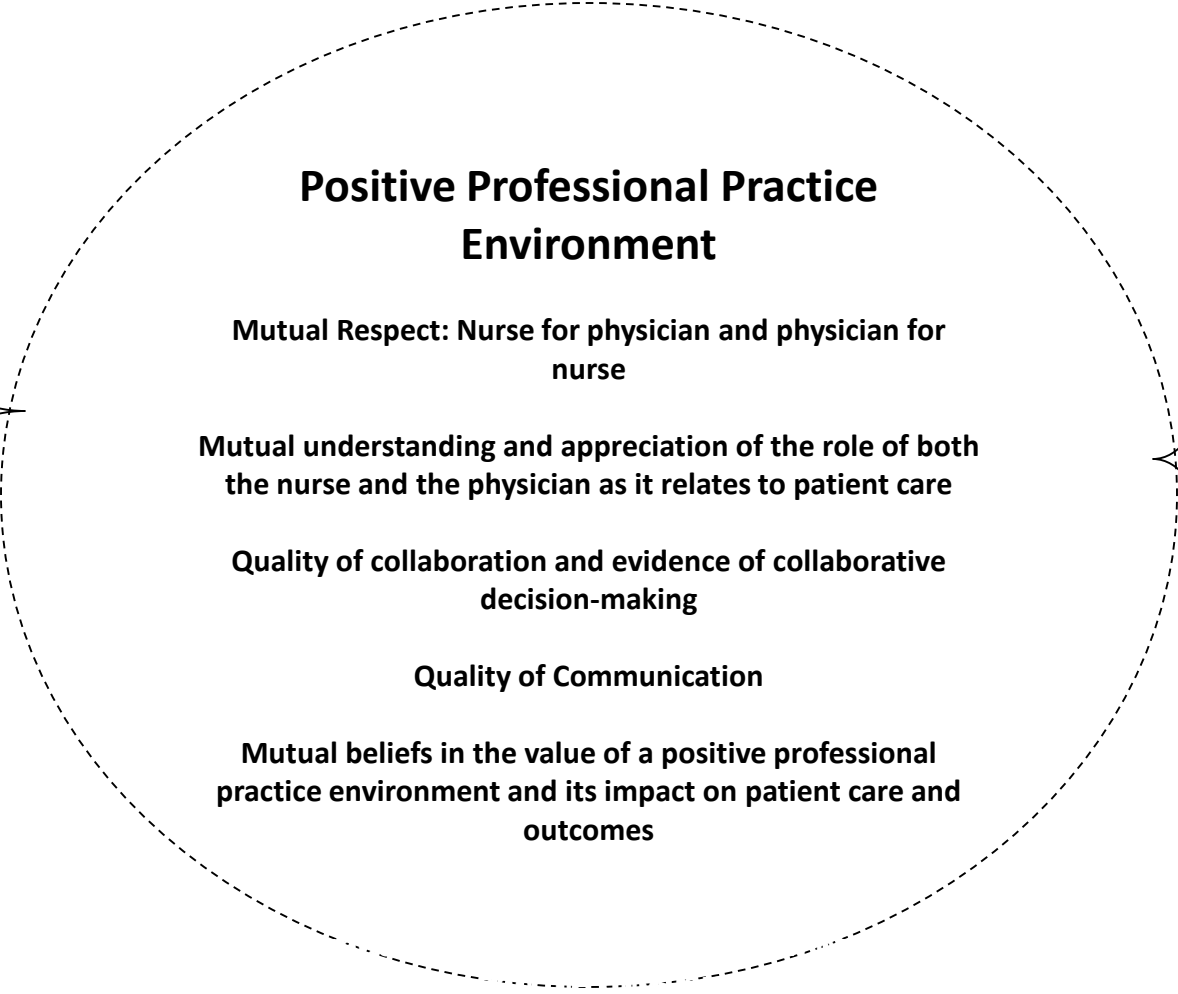 Positive Professional Practice
Environment
Mutual Respect: Nurse for physician and physician for
nurse
Mutual understanding and appreciation of the role of both
the nurse and the physician as it relates to patient care
Quality of collaboration and evidence of collaborative
decision-making
Quality of Communication
Mutual beliefs in the value of a positive professional
practice environment and its impact on patient care and
outcomes